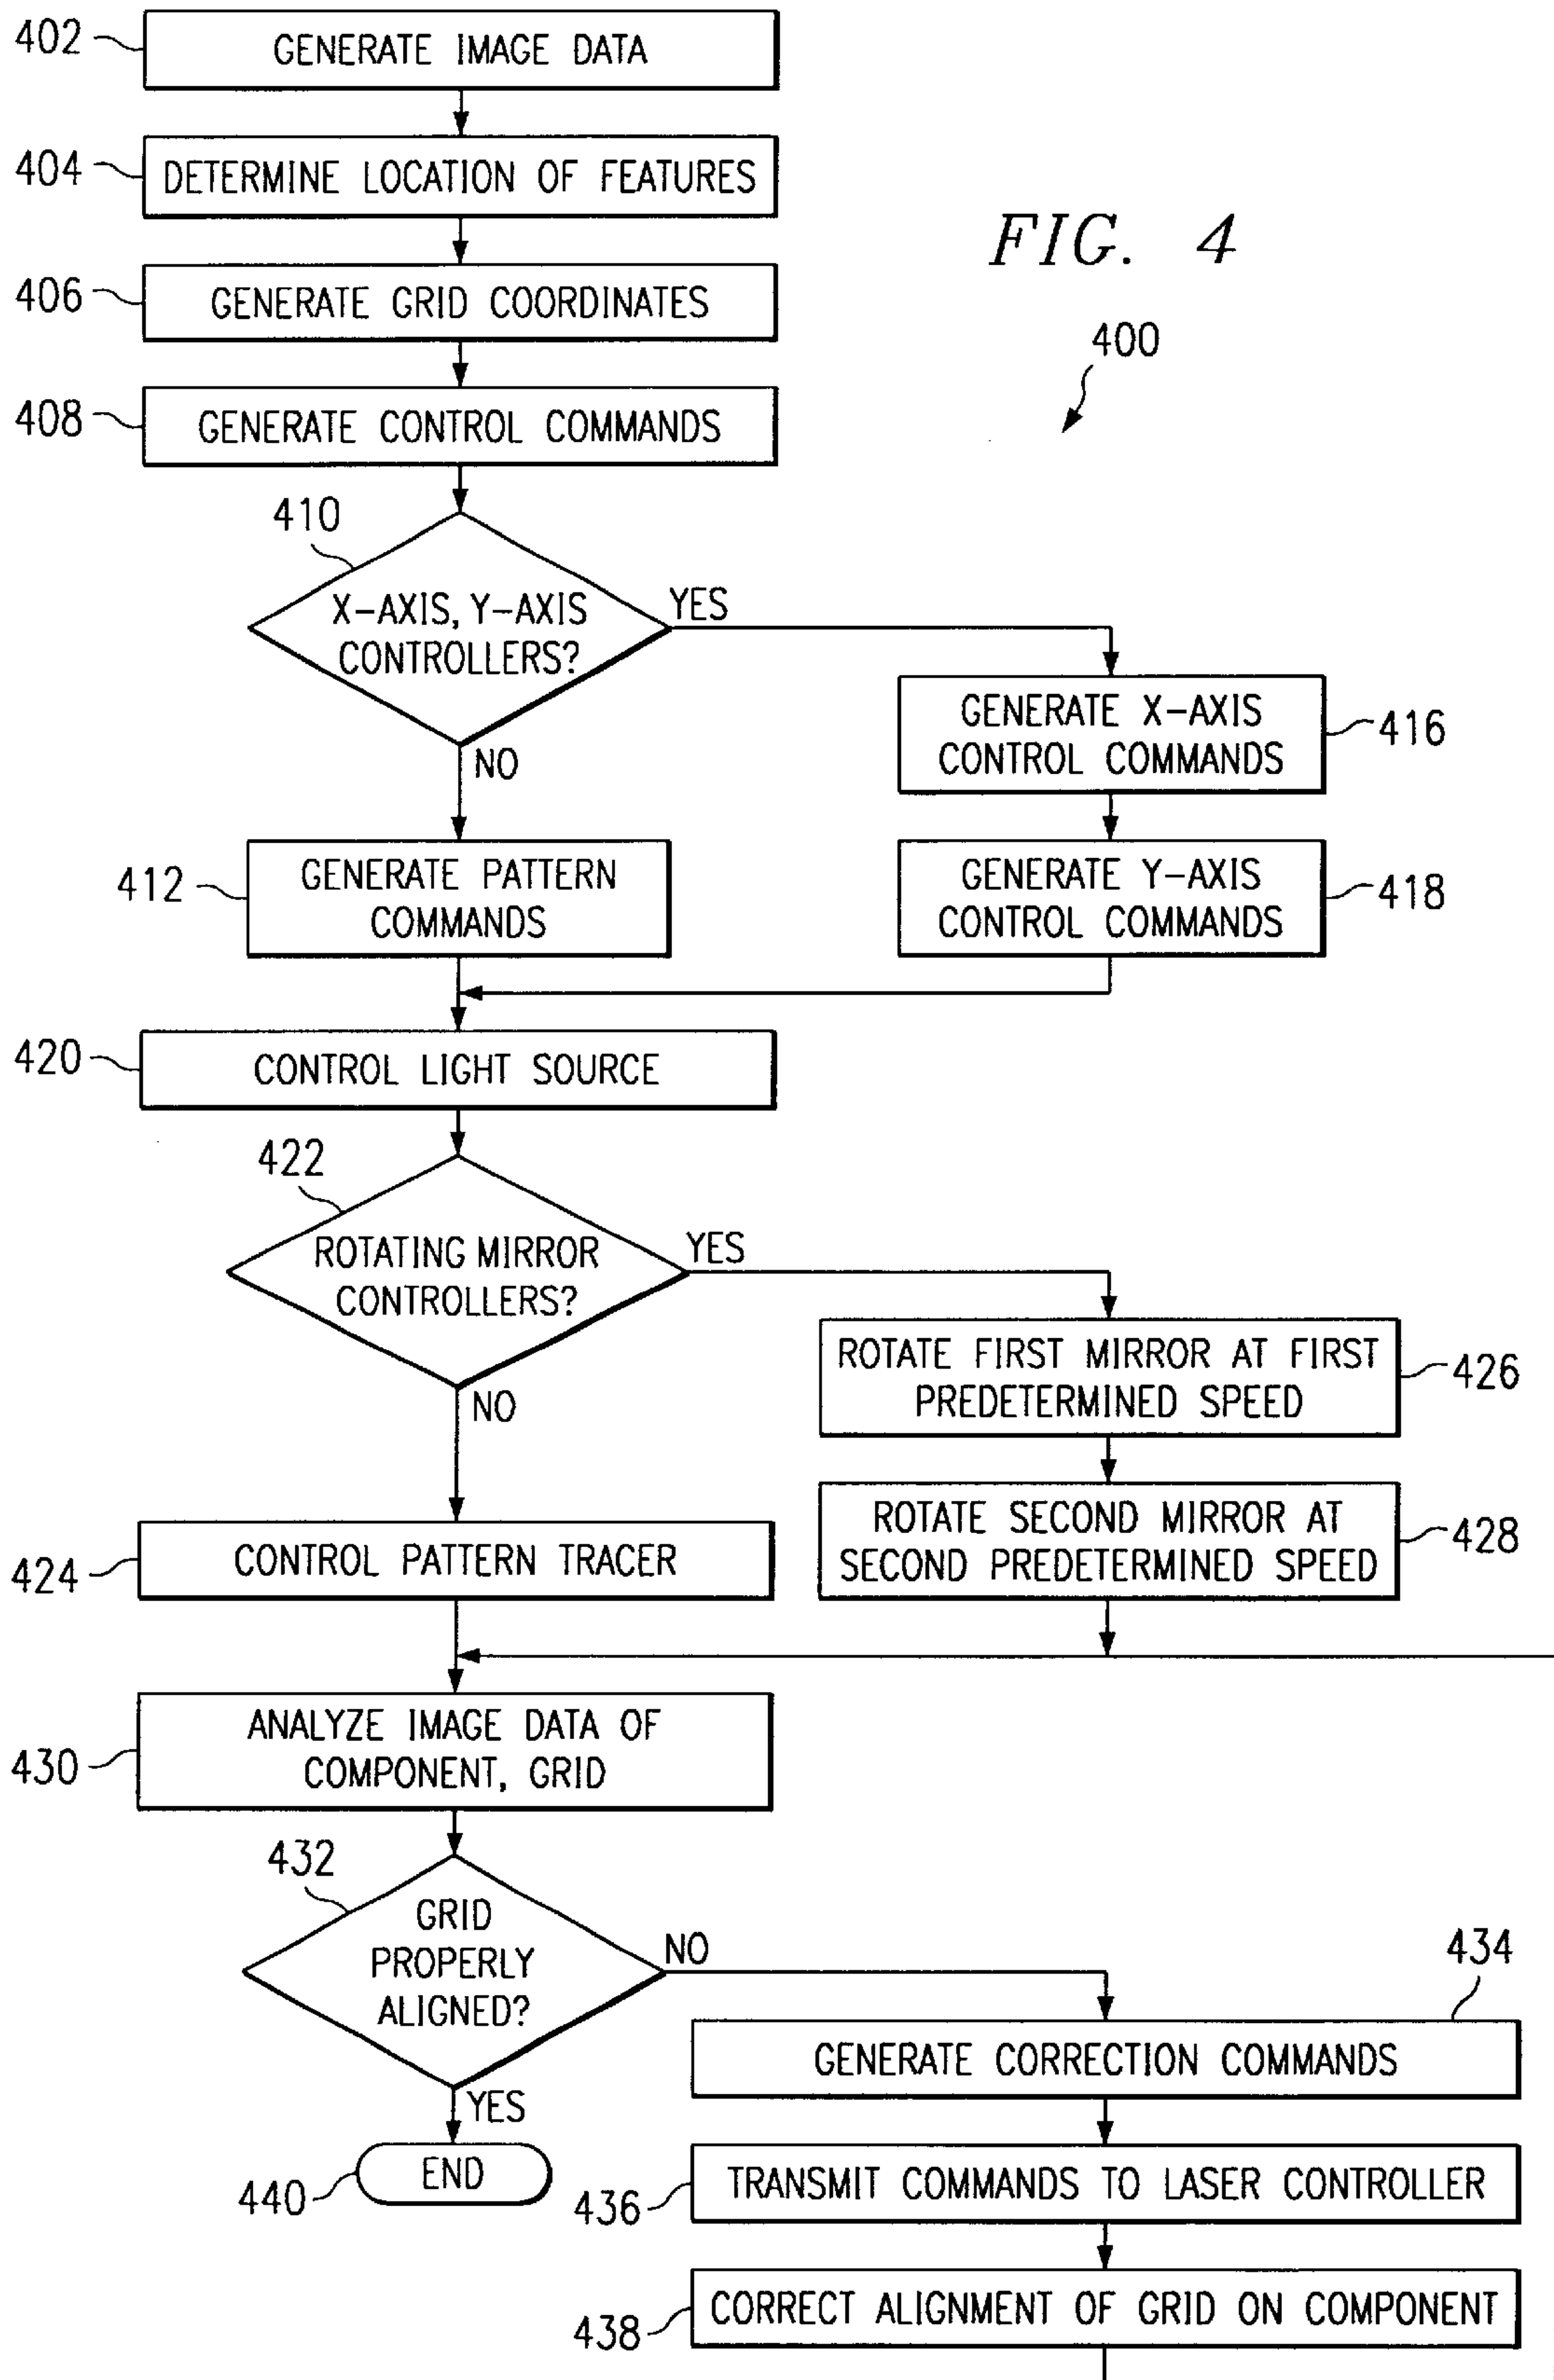 402
GENERATE IMAGE DATA
404
DETERMINE LOCATION OF FEATURES
FIG. 4
406
GENERATE GRID COORDINATES
400
408
GENERATE CONTROL COMMANDS
410
X-AXIS, Y-AXIS
CONTROLLERS?
YES
NO
GENERATE X-AXIS
CONTROL COMMANDS
416
412
GENERATE PATTERN
COMMANDS
GENERATE Y-AXIS
CONTROL COMMANDS
418
420
CONTROL LIGHT SOURCE
422
ROTATING MIRROR
CONTROLLERS?
YES
NO
ROTATE FIRST MIRROR AT FIRST
PREDETERMINED SPEED
426
ROTATE SECOND MIRROR AT
SECOND PREDETERMINED SPEED
428
424
CONTROL PATTERN TRACER
430
ANALYZE IMAGE DATA OF
COMPONENT, GRID
432
GRID
PROPERLY
ALIGNED?
NO
YES
434
GENERATE CORRECTION COMMANDS
440
END
436
TRANSMIT COMMANDS TO LASER CONTROLLER
438
CORRECT ALIGNMENT OF GRID ON COMPONENT